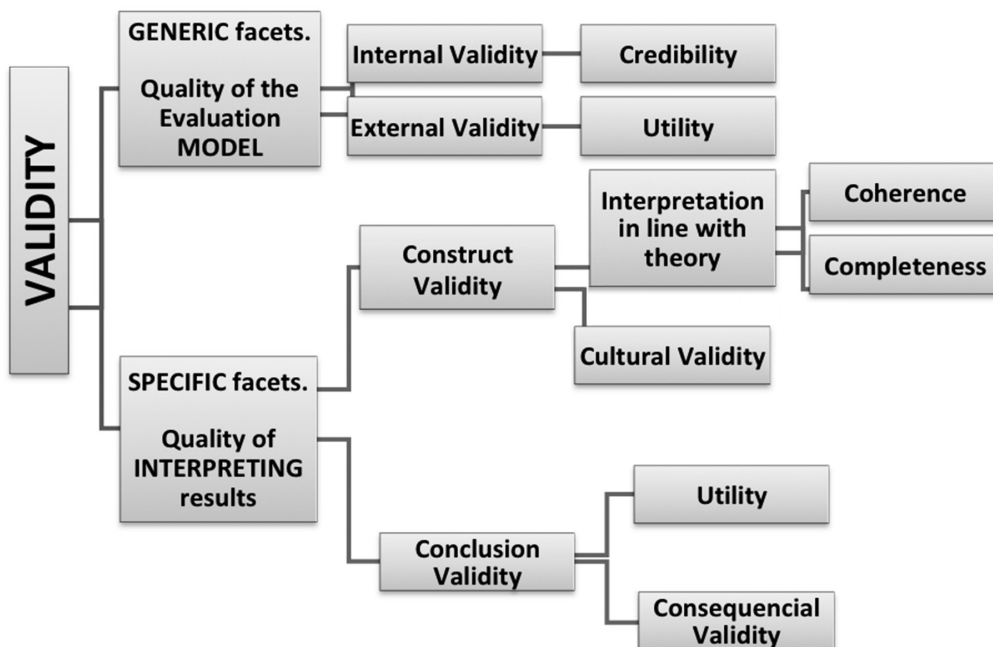 VALIDITY
GENERIC facets.
Quality of the
Evaluation
MODEL
Internal Validity
Credibility
External Validity
Utility
SPECIFIC facets.
Quality of
INTERPRETING
results
Construct
Validity
Interpretation
in line with
theory
Coherence
Completeness
Cultural Validity
Conclusion
Validity
Utility
Consequencial
Validity